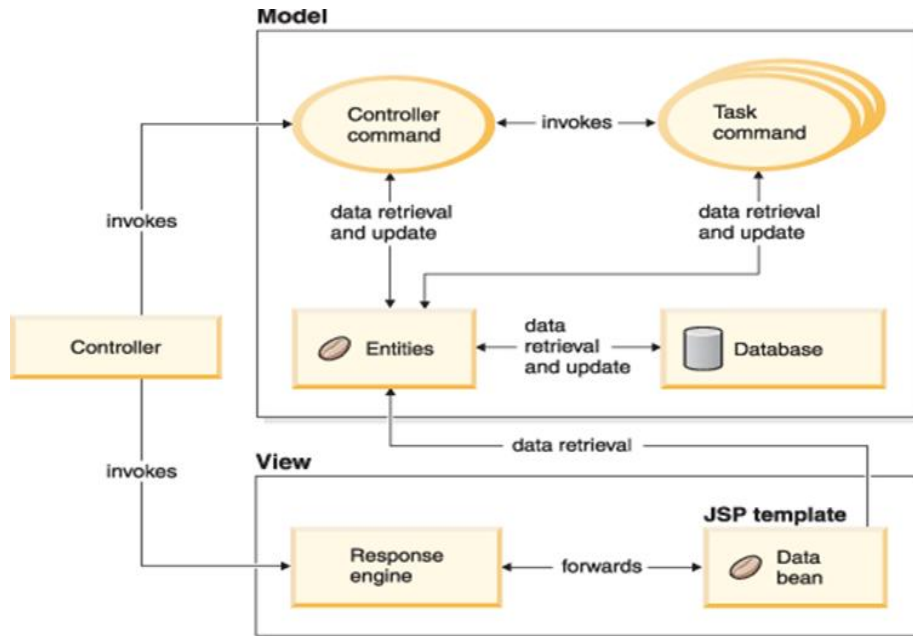 Model
Controller
command
invokes
Task
command
invokes
data retrieval
and update
data retrieval
and update
Controller
Entities
data
retrieval
and update
Database
data retrieval
invokes
View
JSP template
Response
engine
forwards
Data
bean